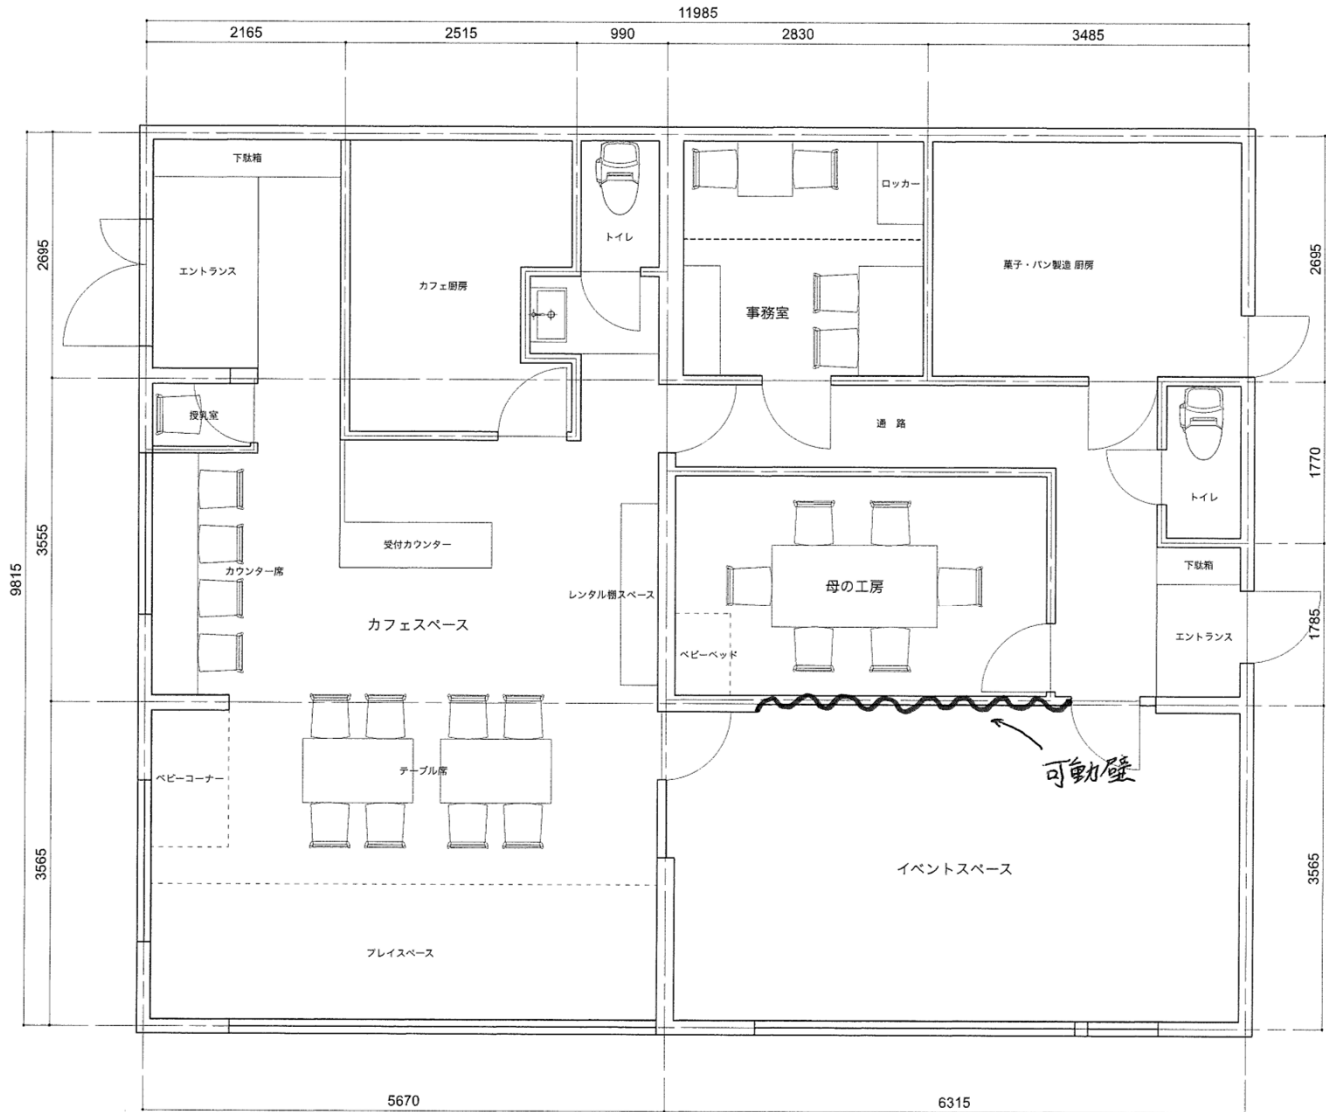 11985
2165
2515
990
2830
3485
9815
2695
3555
3565
2695
1770
1785
3565
下駄箱
エントランス
カフェ厨房
トイレ
ロッカー
事務室
菓子・パン製造 厨房
授乳室
通 路
トイレ
カウンター席
受付カウンター
カフェスペース
レンタル棚スペース
母の工房
ベビーベッド
下駄箱
エントランス
ベビーコーナー
テーブル席
可動壁
イベントスペース
プレイスペース
5670
6315